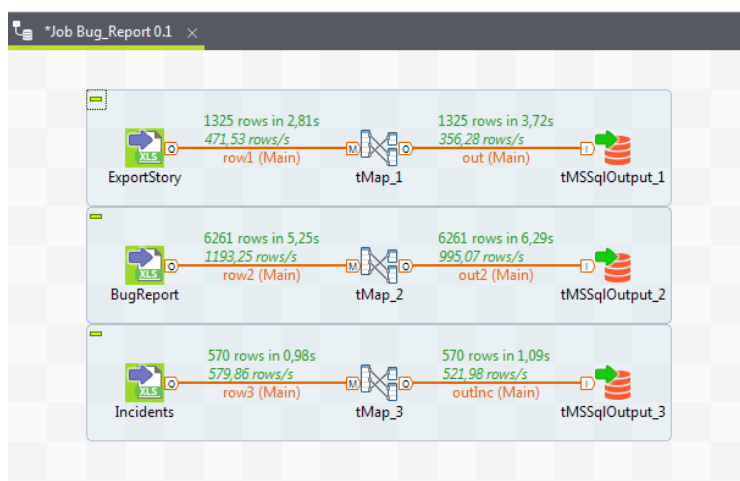 *Job Bug_Report 0.1
1325 rows in 2,81s
471,53 rows/s
row1 (Main)
1325 rows in 3,72s
356,28 rows/s
out (Main)
XLS
O
M
O
I
ExportStory
tMap_1
tMSSqlOutput_1
6261 rows in 5,25s
1193,25 rows/s
row2 (Main)
6261 rows in 6,29s
995,07 rows/s
out2 (Main)
XLS
O
M
O
I
BugReport
tMap_2
tMSSqlOutput_2
570 rows in 0,98s
579,86 rows/s
row3 (Main)
570 rows in 1,09s
521,98 rows/s
outInc (Main)
XLS
O
M
O
I
Incidents
tMap_3
tMSSqlOutput_3